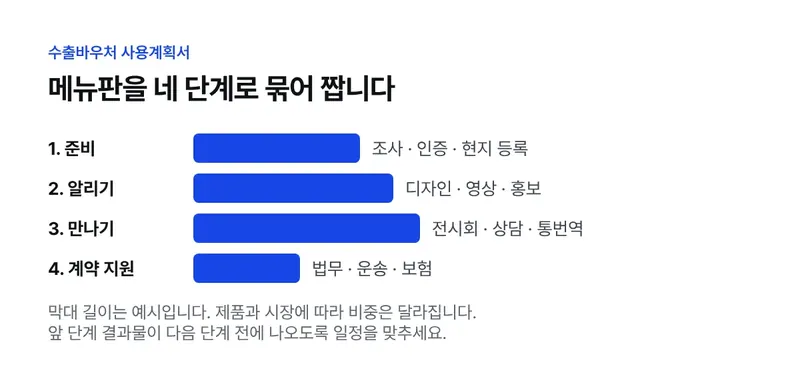 수출바우처 사용계획서
메뉴판을 네 단계로 묶어 짭니다
1. 준비 조사 · 인증 · 현지 등록
2. 알리기 디자인 · 영상 · 홍보
3. 만나기 전시회 · 상담 · 통번역
4. 계약 지원 법무 · 운송 · 보험
막대 길이는 예시입니다. 제품과 시장에 따라 비중은 달라집니다.
앞 단계 결과물이 다음 단계 전에 나오도록 일정을 맞추세요.